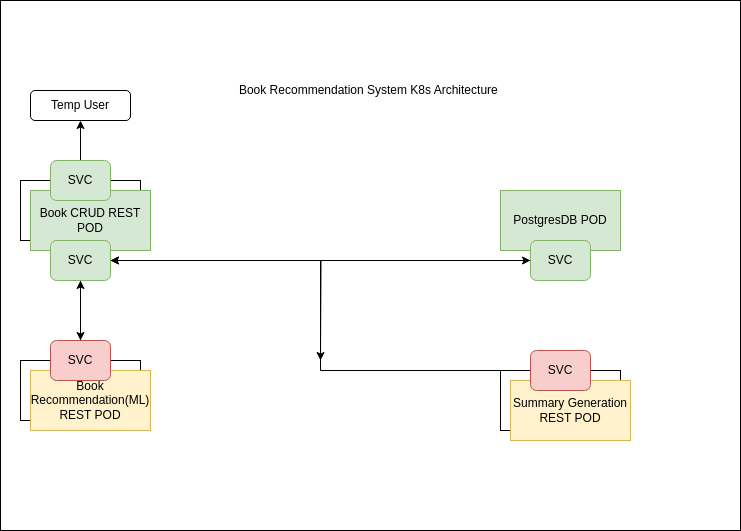 Book Recommendation System K8s Architecture
Temp User
SVC
Book CRUD REST
POD
SVC
PostgresDB POD
SVC
SVC
Book
Recommendation(ML)
REST POD
SVC
Summary Generation
REST POD